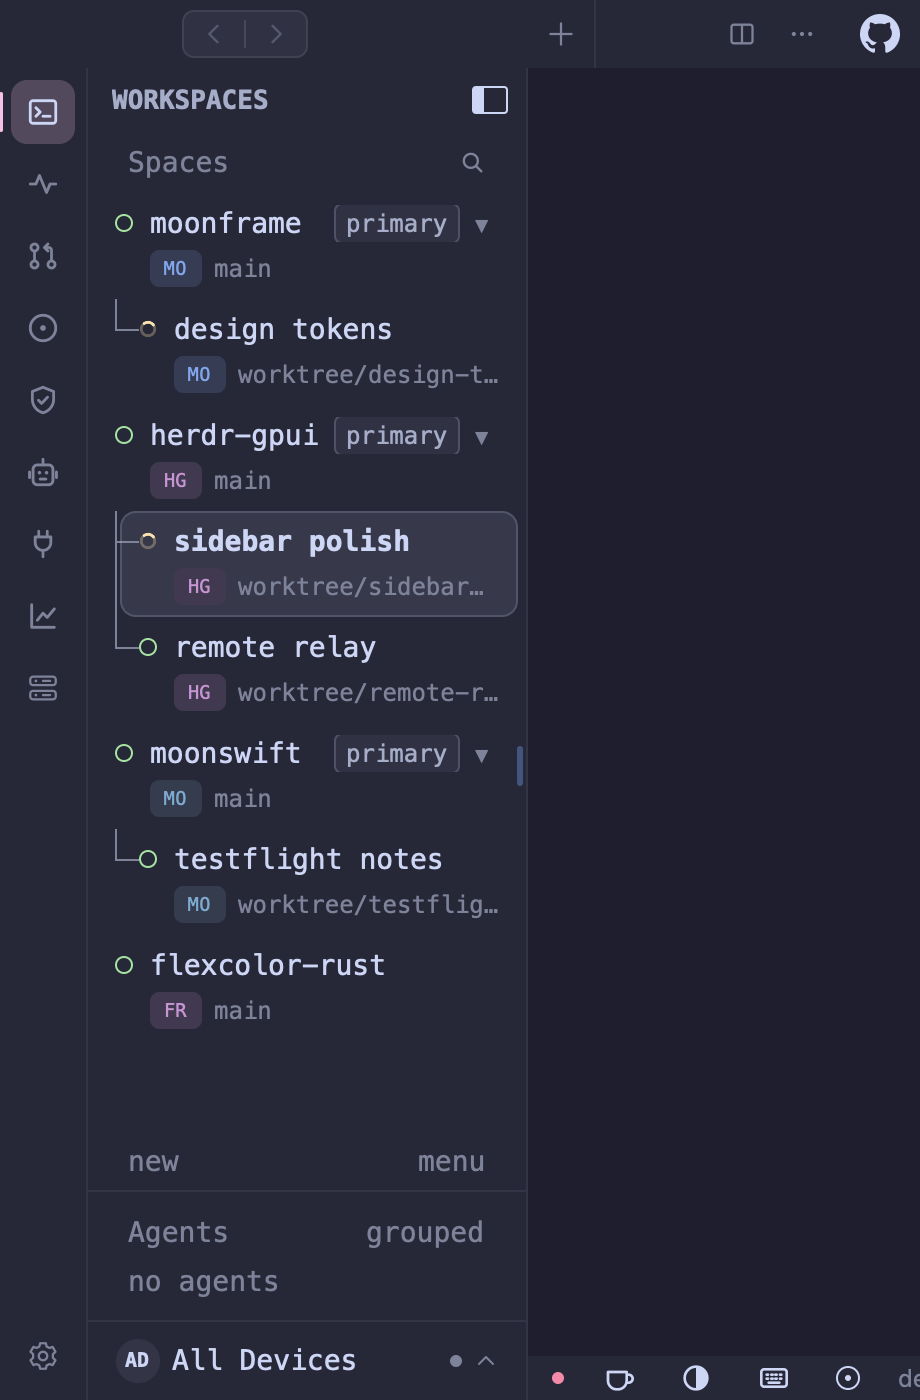 WORKSPACES
Spaces
moonframe primary ▼
MO main
design tokens
MO worktree/design-t…
herdr-gpui primary ▼
HG main
sidebar polish
HG worktree/sidebar…
remote relay
HG worktree/remote-r…
moonswift primary ▼
MO main
testflight notes
MO worktree/testflig…
flexcolor-rust
FR main
new menu
Agents grouped
no agents
AD All Devices
de